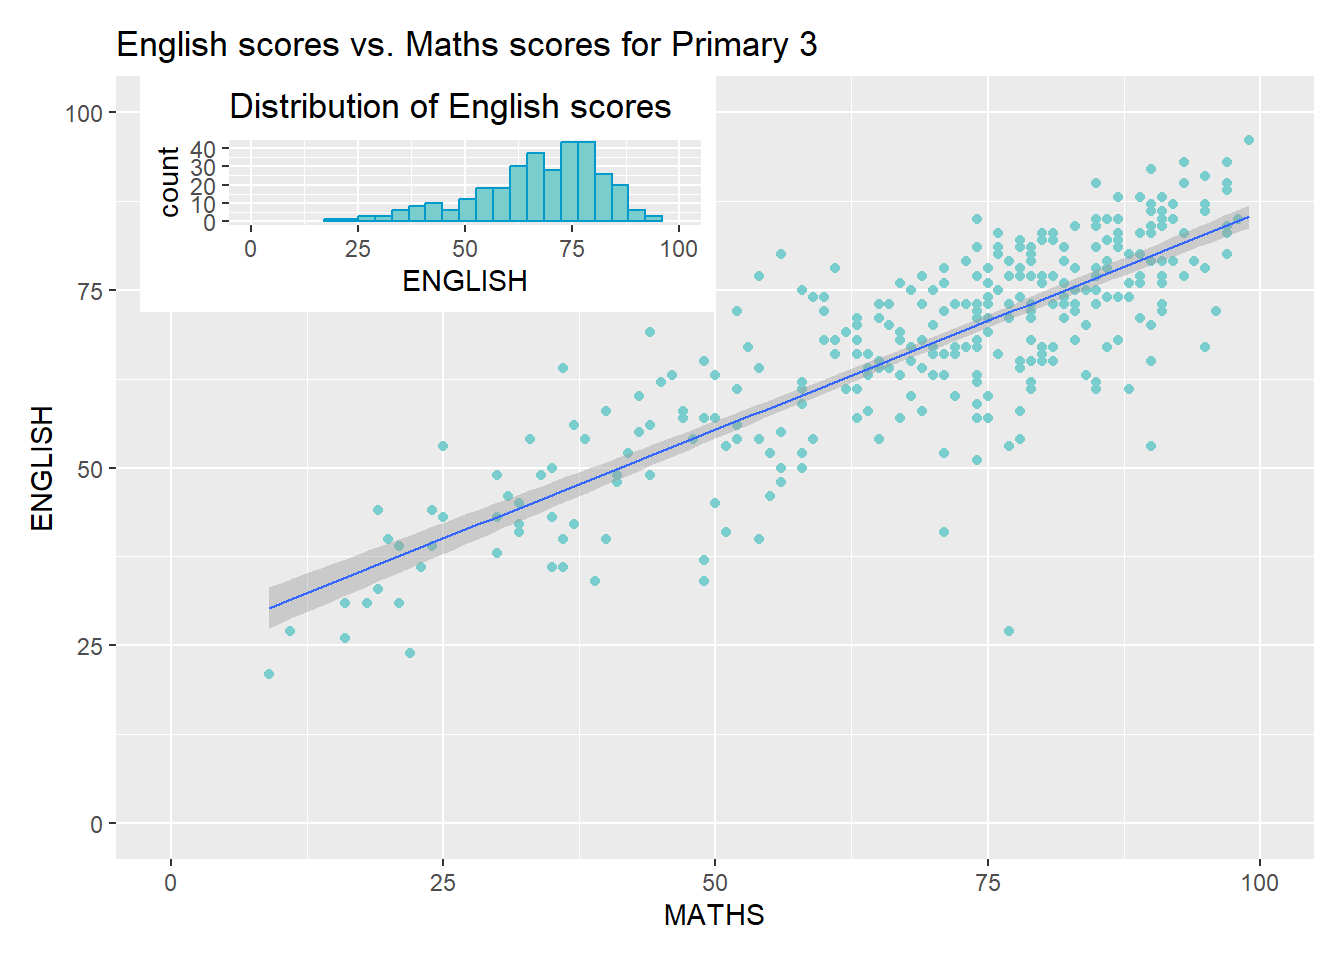 English scores vs. Maths scores for Primary 3
Distribution of English scores
count
40
30
20
10
0
0 25 50 75 100
ENGLISH
ENGLISH
100
75
50
25
0
0 25 50 75 100
MATHS